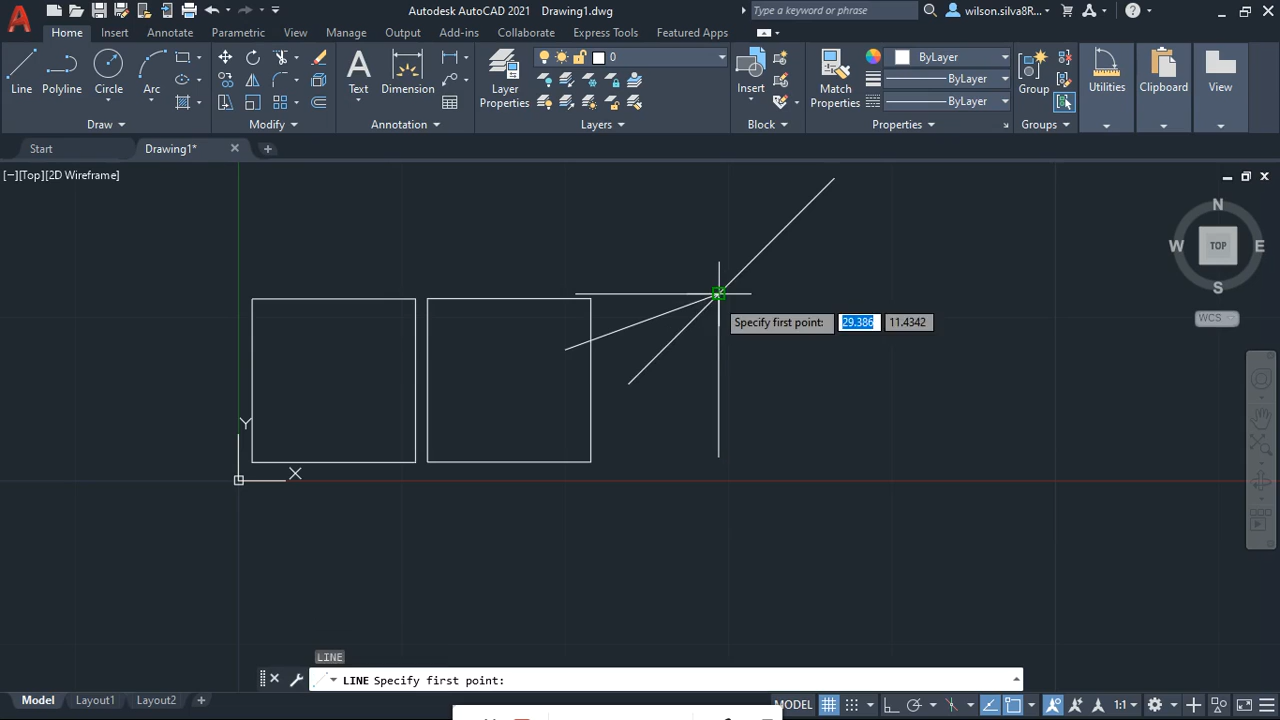 Autodesk AutoCAD 2021 Drawing1.dwg
Type a keyword or phrase
wilson.silva8R...
Home Insert Annotate Parametric View Manage Output Add-ins Collaborate Express Tools Featured Apps
0
ByLayer
ByLayer
ByLayer
Line Polyline Circle Arc
Text Dimension
Layer Properties
Insert
Match Properties
Group
Utilities
Clipboard
View
Draw Modify Annotation Layers Block Properties Groups
Start Drawing1*
[−][Top][2D Wireframe]
N
W TOP E
S
WCS
Specify first point: 29.386 11.4342
Y
X
LINE
LINE Specify first point:
Model Layout1 Layout2
MODEL 1:1